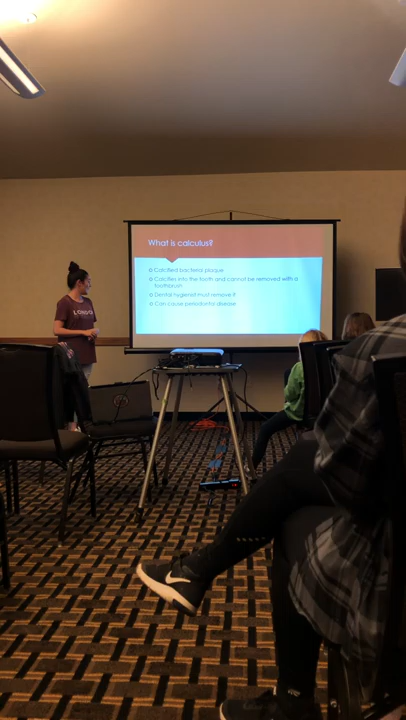 What is calculus?
Calcified bacterial plaque
Calcifies into the tooth and cannot be removed with a
toothbrush
Dental hygienist must remove it
Can cause periodontal disease